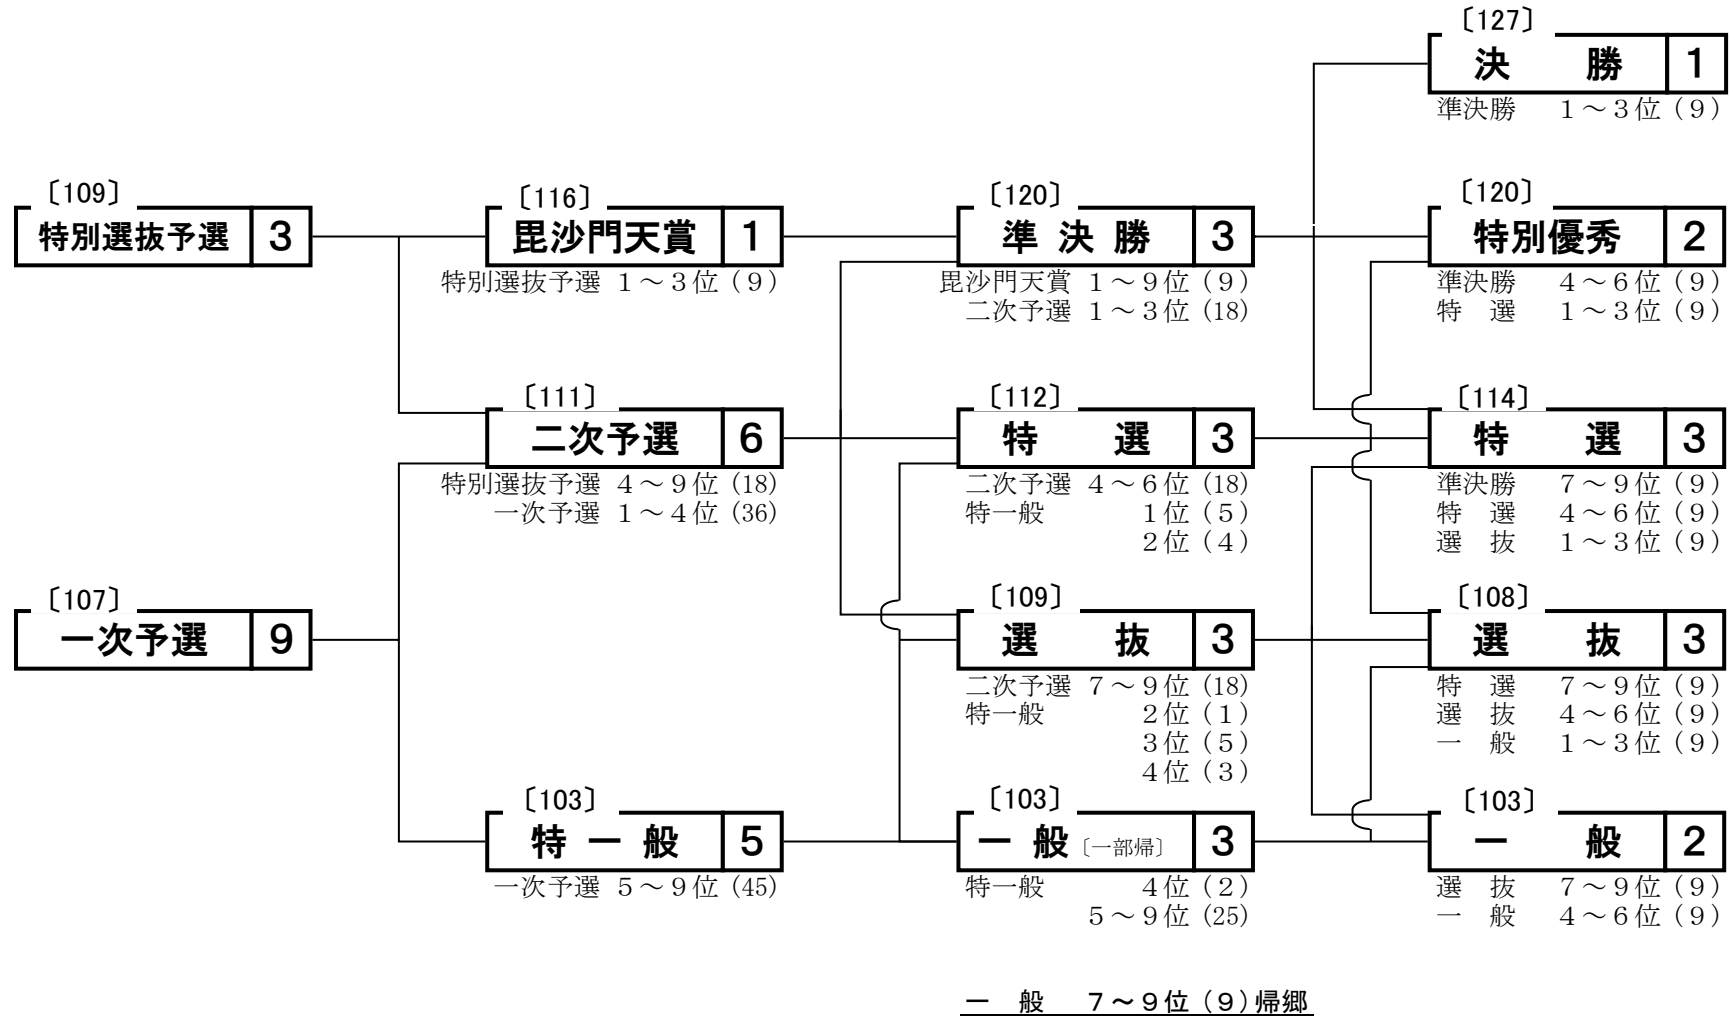 〔109〕
特別選抜予選 3
〔107〕
一次予選 9
〔116〕
毘沙門天賞 1
特別選抜予選 1～3位 (9)
〔111〕
二次予選 6
特別選抜予選 4～9位 (18)
一次予選 1～4位 (36)
〔103〕
特一般 5
一次予選 5～9位 (45)
〔120〕
準決勝 3
毘沙門天賞 1～9位 (9)
二次予選 1～3位 (18)
〔112〕
特選 3
二次予選 4～6位 (18)
特一般 1位 (5)
2位 (4)
〔109〕
選抜 3
二次予選 7～9位 (18)
特一般 2位 (1)
3位 (5)
4位 (3)
〔103〕
一般〔一部帰〕 3
特一般 4位 (2)
5～9位 (25)
一般 7～9位 (9)帰郷
〔127〕
決勝 1
準決勝 1～3位 (9)
〔120〕
特別優秀 2
準決勝 4～6位 (9)
特選 1～3位 (9)
〔114〕
特選 3
準決勝 7～9位 (9)
特選 4～6位 (9)
選抜 1～3位 (9)
〔108〕
選抜 3
特選 7～9位 (9)
選抜 4～6位 (9)
一般 1～3位 (9)
〔103〕
一般 2
選抜 7～9位 (9)
一般 4～6位 (9)